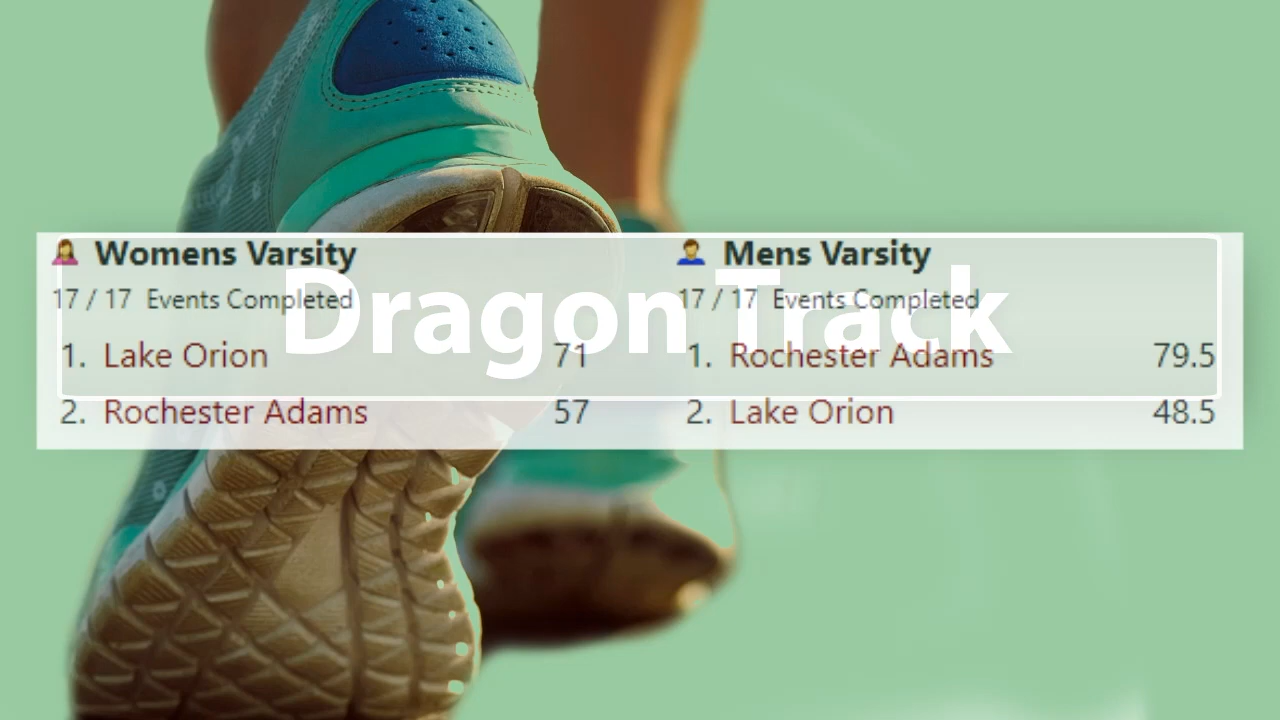 Womens Varsity
17 / 17 Events Completed
1. Lake Orion 71
2. Rochester Adams 57
Mens Varsity
17 / 17 Events Completed
1. Rochester Adams 79.5
2. Lake Orion 48.5
Dragon Track